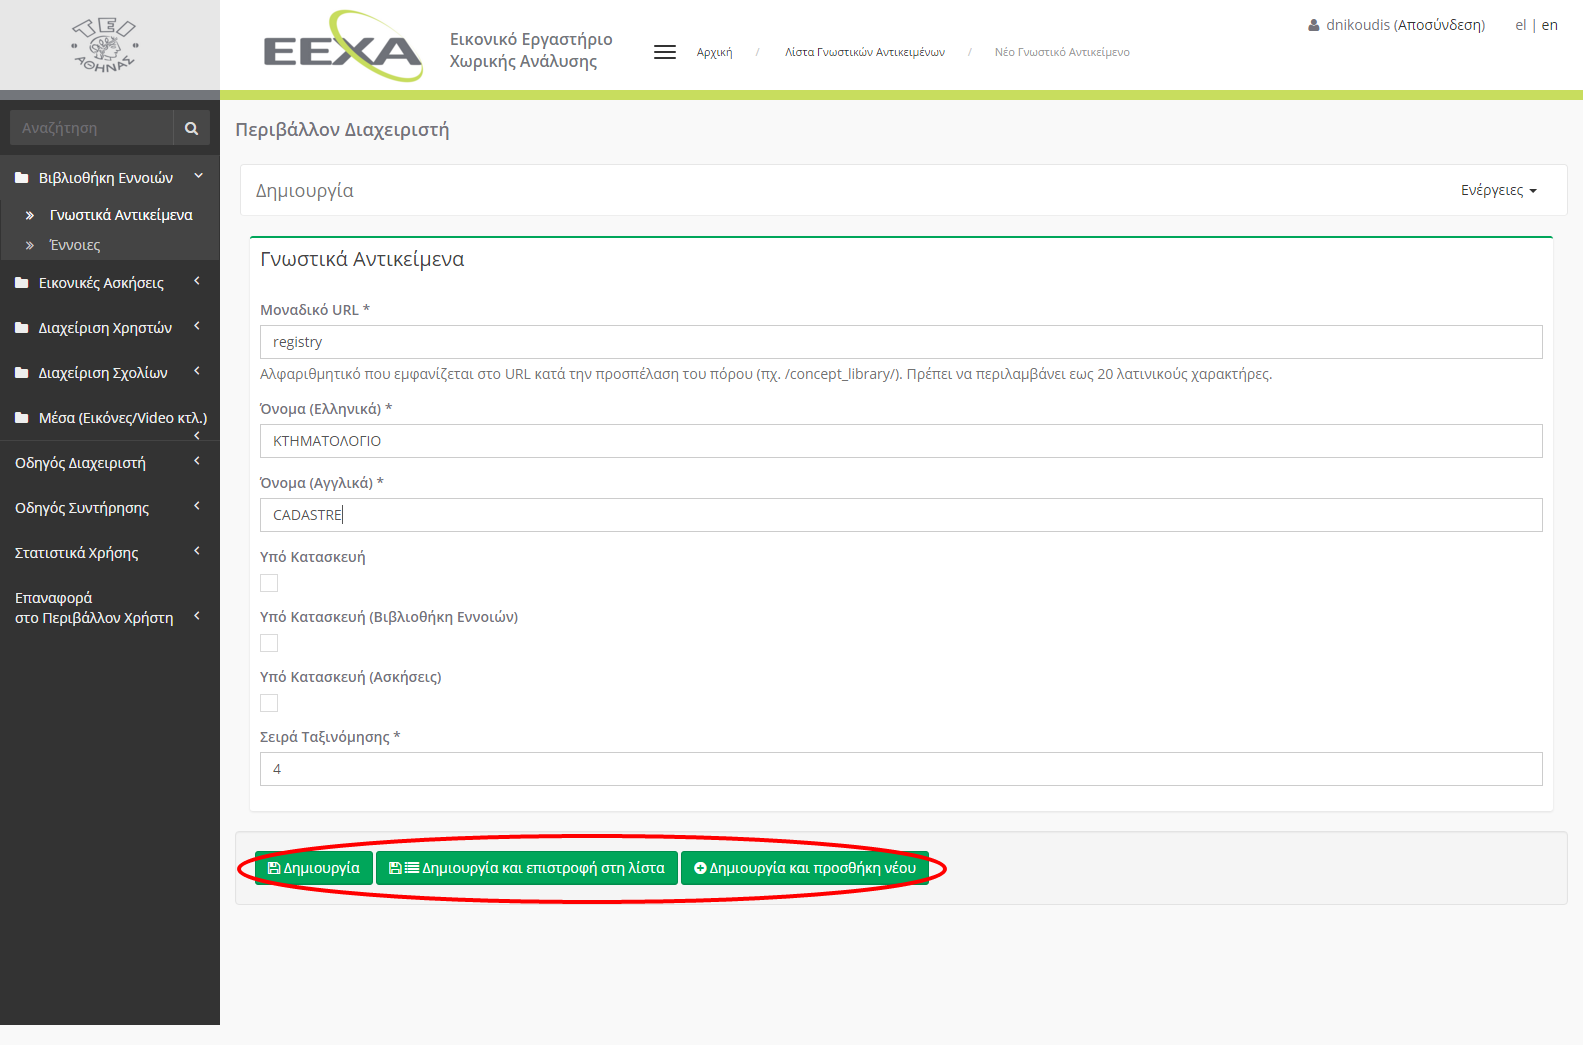 ΤΕΙ
ΑΘΗΝΑΣ
EEXA
Εικονικό Εργαστήριο
Χωρικής Ανάλυσης
Αρχική / Λίστα Γνωστικών Αντικειμένων / Νέο Γνωστικό Αντικείμενο
dnikoudis (Αποσύνδεση)
el | en
Αναζήτηση
Βιβλιοθήκη Εννοιών
Γνωστικά Αντικείμενα
Έννοιες
Εικονικές Ασκήσεις
Διαχείριση Χρηστών
Διαχείριση Σχολίων
Μέσα (Εικόνες/Video κτλ.)
Οδηγός Διαχειριστή
Οδηγός Συντήρησης
Στατιστικά Χρήσης
Επαναφορά
στο Περιβάλλον Χρήστη
Περιβάλλον Διαχειριστή
Δημιουργία
Ενέργειες
Γνωστικά Αντικείμενα
Μοναδικό URL *
registry
Αλφαριθμητικό που εμφανίζεται στο URL κατά την προσπέλαση του πόρου (πχ. /concept_library/). Πρέπει να περιλαμβάνει εως 20 λατινικούς χαρακτήρες.
Όνομα (Ελληνικά) *
ΚΤΗΜΑΤΟΛΟΓΙΟ
Όνομα (Αγγλικά) *
CADASTRE
Υπό Κατασκευή
Υπό Κατασκευή (Βιβλιοθήκη Εννοιών)
Υπό Κατασκευή (Ασκήσεις)
Σειρά Ταξινόμησης *
4
Δημιουργία
Δημιουργία και επιστροφή στη λίστα
Δημιουργία και προσθήκη νέου